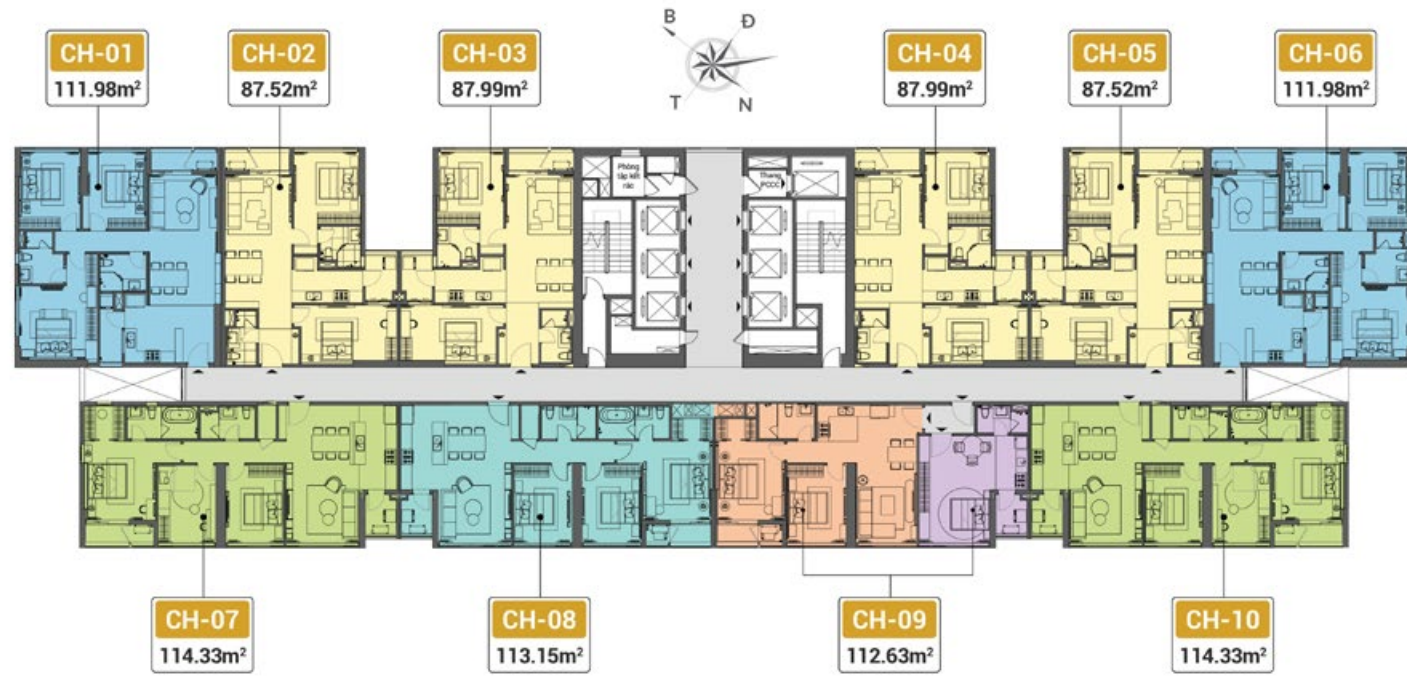 B
Đ
T
N
CH-01
111.98m²
CH-02
87.52m²
CH-03
87.99m²
CH-04
87.99m²
CH-05
87.52m²
CH-06
111.98m²
Phòng
tập kết
rác
Thang
PCCC
CH-07
114.33m²
CH-08
113.15m²
CH-09
112.63m²
CH-10
114.33m²